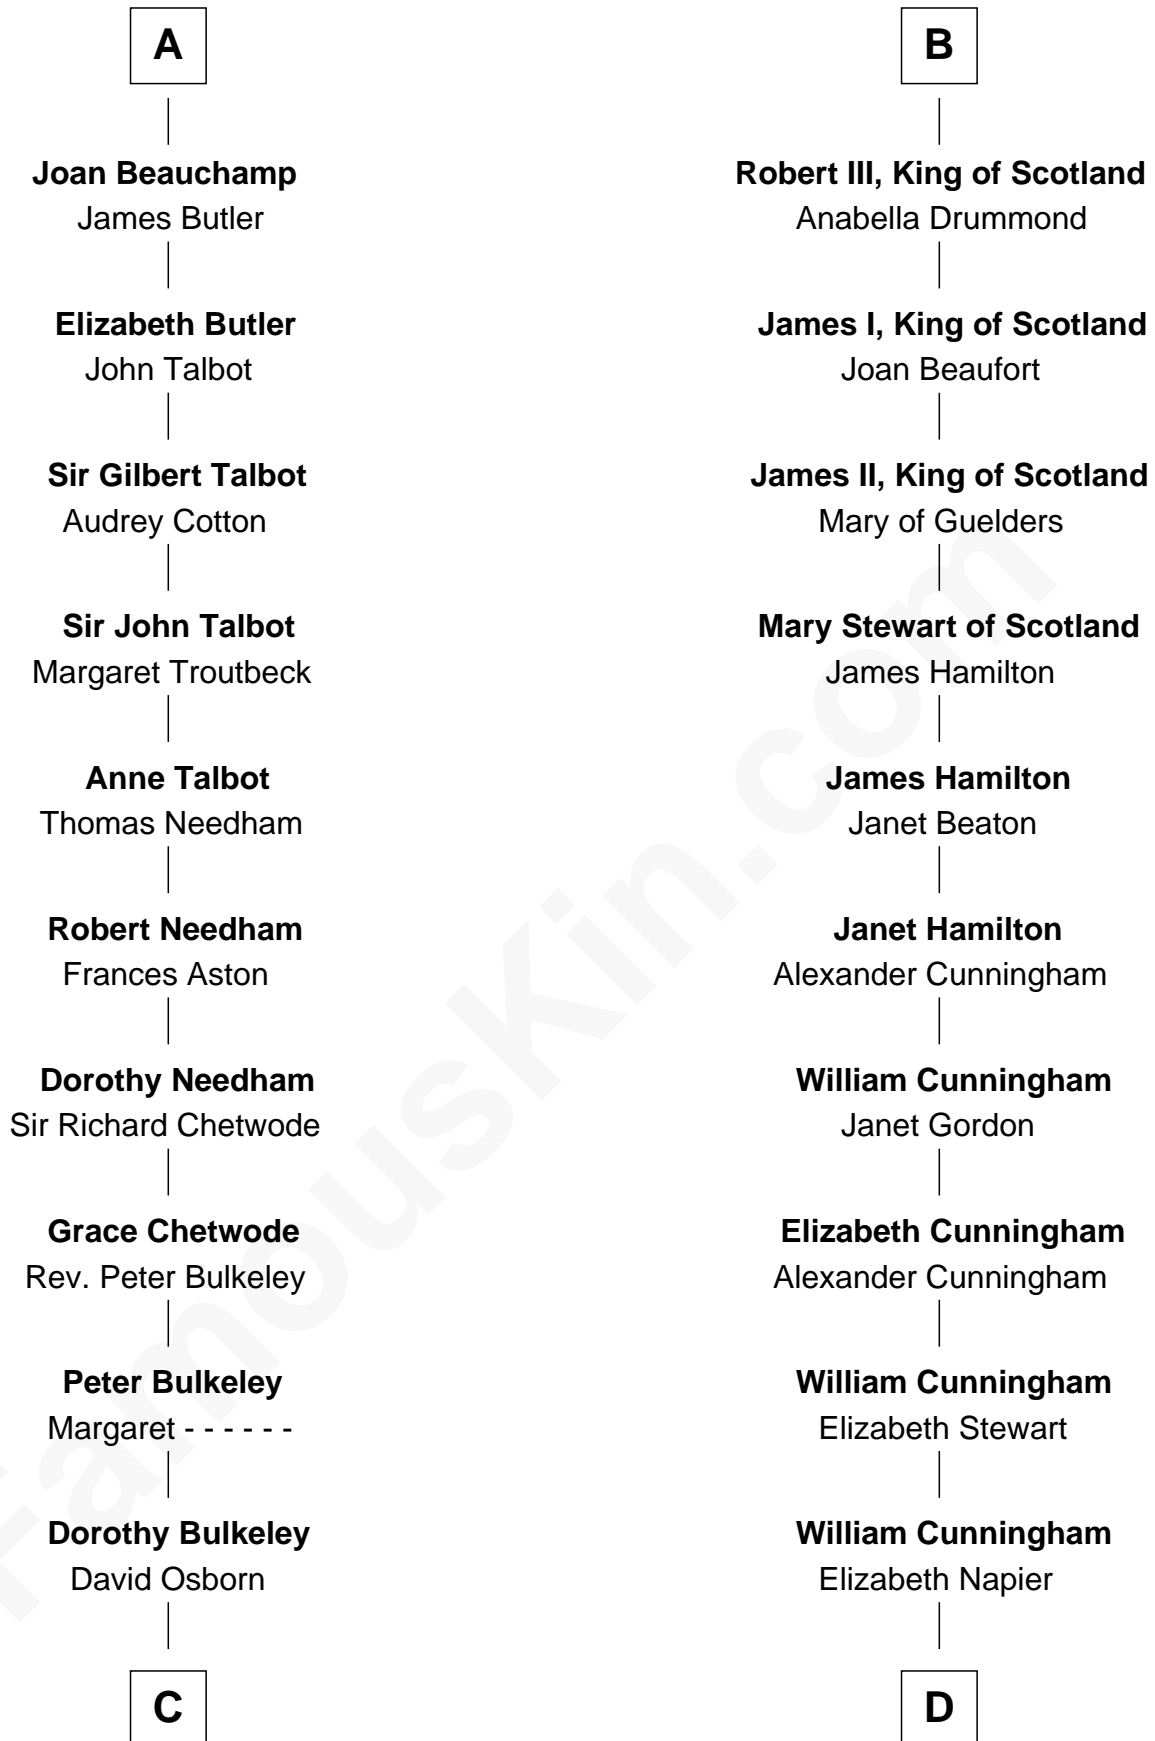 A
Joan Beauchamp
James Butler
Elizabeth Butler
John Talbot
Sir Gilbert Talbot
Audrey Cotton
Sir John Talbot
Margaret Troutbeck
Anne Talbot
Thomas Needham
Robert Needham
Frances Aston
Dorothy Needham
Sir Richard Chetwode
Grace Chetwode
Rev. Peter Bulkeley
Peter Bulkeley
Margaret - - - - - -
Dorothy Bulkeley
David Osborn
C
B
Robert III, King of Scotland
Anabella Drummond
James I, King of Scotland
Joan Beaufort
James II, King of Scotland
Mary of Guelders
Mary Stewart of Scotland
James Hamilton
James Hamilton
Janet Beaton
Janet Hamilton
Alexander Cunningham
William Cunningham
Janet Gordon
Elizabeth Cunningham
Alexander Cunningham
William Cunningham
Elizabeth Stewart
William Cunningham
Elizabeth Napier
D
FamousKin.com